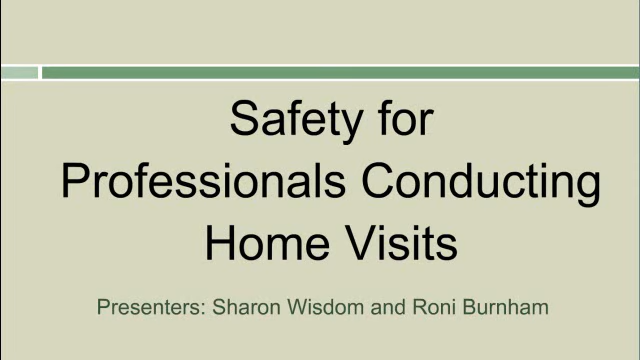 Safety for
Professionals Conducting
Home Visits
Presenters: Sharon Wisdom and Roni Burnham